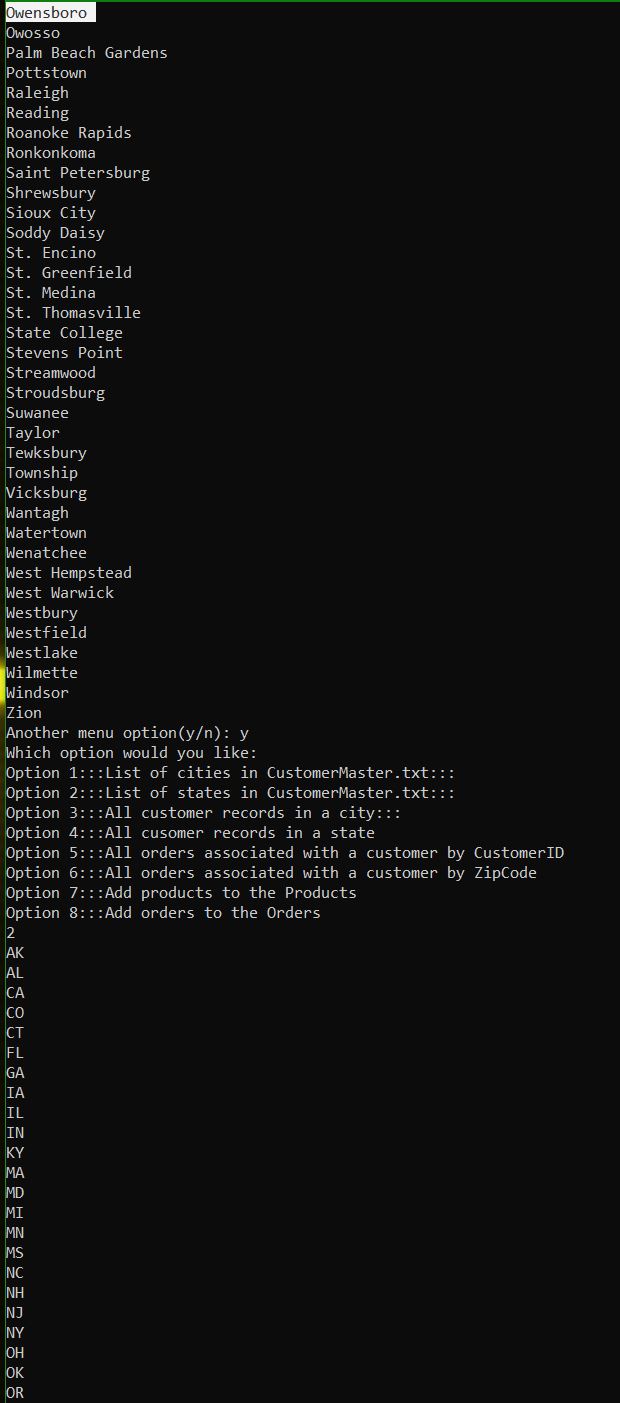 Owensboro
Owosso
Palm Beach Gardens
Pottstown
Raleigh
Reading
Roanoke Rapids
Ronkonkoma
Saint Petersburg
Shrewsbury
Sioux City
Soddy Daisy
St. Encino
St. Greenfield
St. Medina
St. Thomasville
State College
Stevens Point
Streamwood
Stroudsburg
Suwanee
Taylor
Tewksbury
Township
Vicksburg
Wantagh
Watertown
Wenatchee
West Hempstead
West Warwick
Westbury
Westfield
Westlake
Wilmette
Windsor
Zion
Another menu option(y/n): y
Which option would you like:
Option 1:::List of cities in CustomerMaster.txt:::
Option 2:::List of states in CustomerMaster.txt:::
Option 3:::All customer records in a city:::
Option 4:::All cusomer records in a state
Option 5:::All orders associated with a customer by CustomerID
Option 6:::All orders associated with a customer by ZipCode
Option 7:::Add products to the Products
Option 8:::Add orders to the Orders
2
AK
AL
CA
CO
CT
FL
GA
IA
IL
IN
KY
MA
MD
MI
MN
MS
NC
NH
NJ
NY
OH
OK
OR